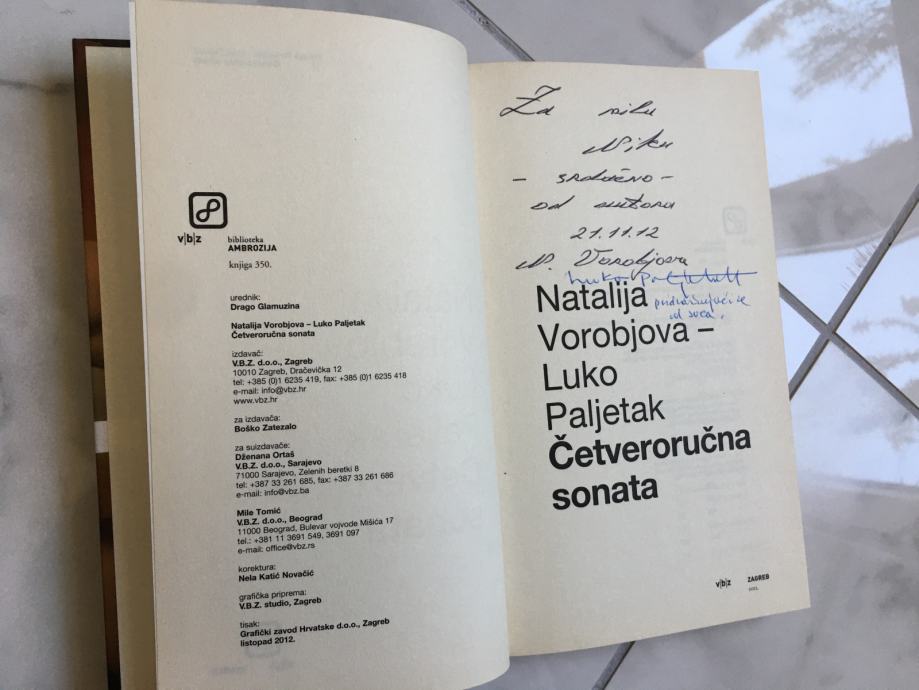 v|b|z
biblioteka
AMBROZIJA
knjiga 350.
urednik:
Drago Glamuzina
Natalija Vorobjova – Luko Paljetak
Četveroručna sonata
izdavač:
V.B.Z. d.o.o., Zagreb
10010 Zagreb, Dračevička 12
tel: +385 (0)1 6235 419, fax: +385 (0)1 6235 418
e-mail: info@vbz.hr
www.vbz.hr
za izdavača:
Boško Zatezalo
za suizdavače:
Dženana Ortaš
V.B.Z. d.o.o., Sarajevo
71000 Sarajevo, Zelenih beretki 8
tel: +387 33 261 685, fax: +387 33 261 686
e-mail: info@vbz.ba
Mile Tomić
V.B.Z. d.o.o., Beograd
11000 Beograd, Bulevar vojvode Mišića 17
tel.: +381 11 3691 549, 3691 097
e-mail: office@vbz.rs
korektura:
Nela Katić Novačić
grafička priprema:
V.B.Z. studio, Zagreb
tisak:
Grafički zavod Hrvatske d.o.o., Zagreb
listopad 2012.
Za
Niku
– srdačno –
od autora
21.11.12
N. Vorobjova
Luko Paljetak
pridružujući se
od srca.
Natalija
Vorobjova –
Luko
Paljetak
Četveroručna
sonata
v|b|z ZAGREB
2012.